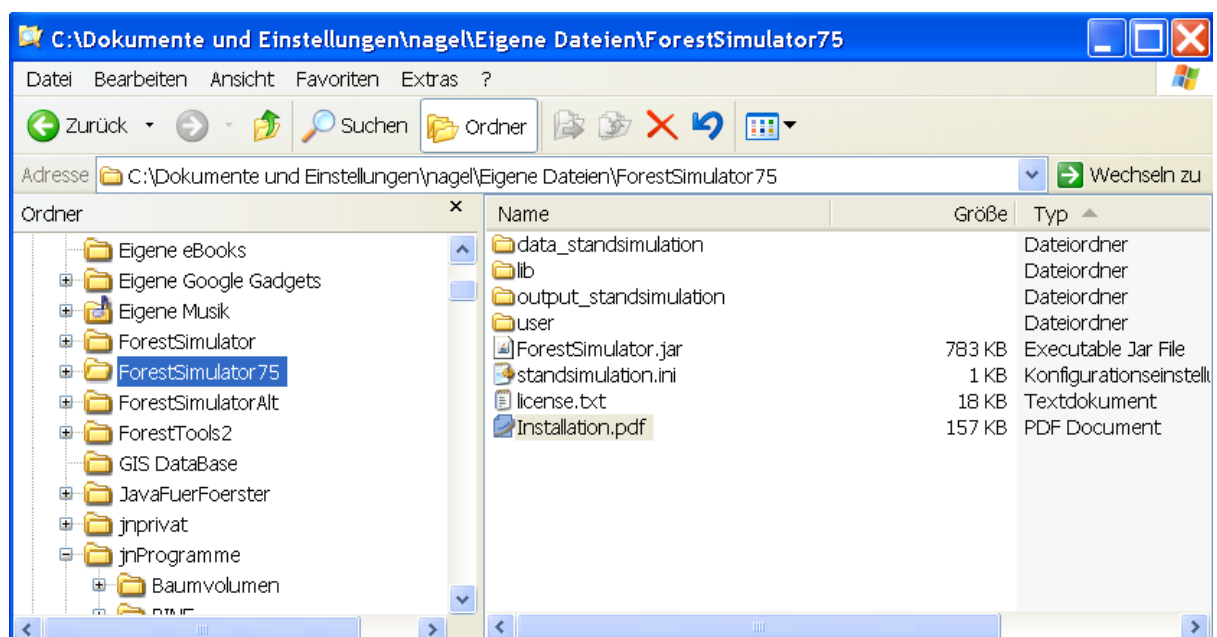 C:\Dokumente und Einstellungen\nagel\Eigene Dateien\ForestSimulator75
Datei Bearbeiten Ansicht Favoriten Extras ?
Zurück Suchen Ordner
Adresse C:\Dokumente und Einstellungen\nagel\Eigene Dateien\ForestSimulator75 Wechseln zu
Ordner x
Eigene eBooks
Eigene Google Gadgets
Eigene Musik
ForestSimulator
ForestSimulator75
ForestSimulatorAlt
ForestTools2
GIS DataBase
JavaFuerFoerster
jnprivat
jnProgramme
Baumvolumen
Name Größe Typ
data_standsimulation Dateiordner
lib Dateiordner
output_standsimulation Dateiordner
user Dateiordner
ForestSimulator.jar 783 KB Executable Jar File
standsimulation.ini 1 KB Konfigurationseinstell
license.txt 18 KB Textdokument
Installation.pdf 157 KB PDF Document